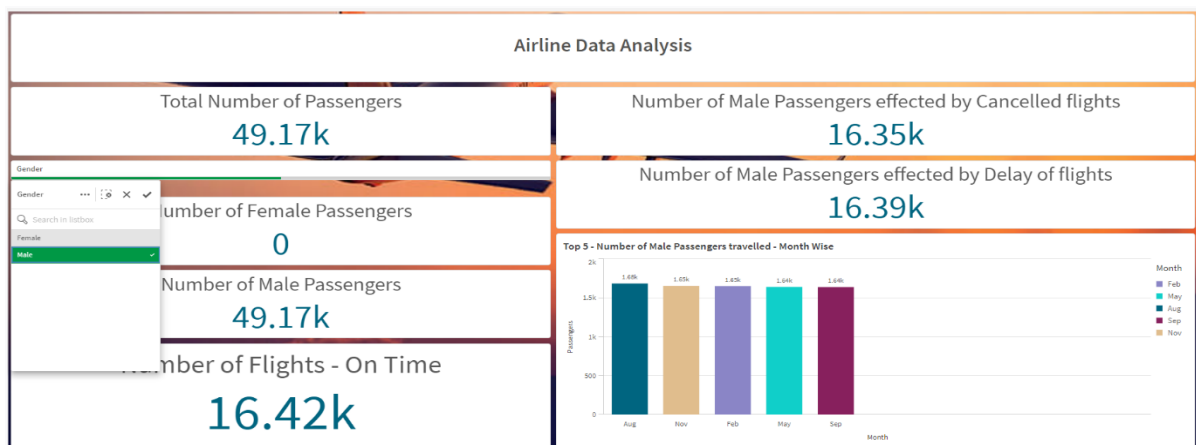 Airline Data Analysis
Total Number of Passengers
49.17k
Number of Male Passengers effected by Cancelled flights
16.35k
Gender
Number of Male Passengers effected by Delay of flights
16.39k
Gender
Search in listbox
Female
Male
Number of Female Passengers
0
Number of Male Passengers
49.17k
Number of Flights - On Time
16.42k
Top 5 - Number of Male Passengers travelled - Month Wise
2k
1.5k
1k
500
0
Passengers
1.68k 1.65k 1.65k 1.64k 1.64k
Aug Nov Feb May Sep
Month
Month
Feb
May
Aug
Sep
Nov